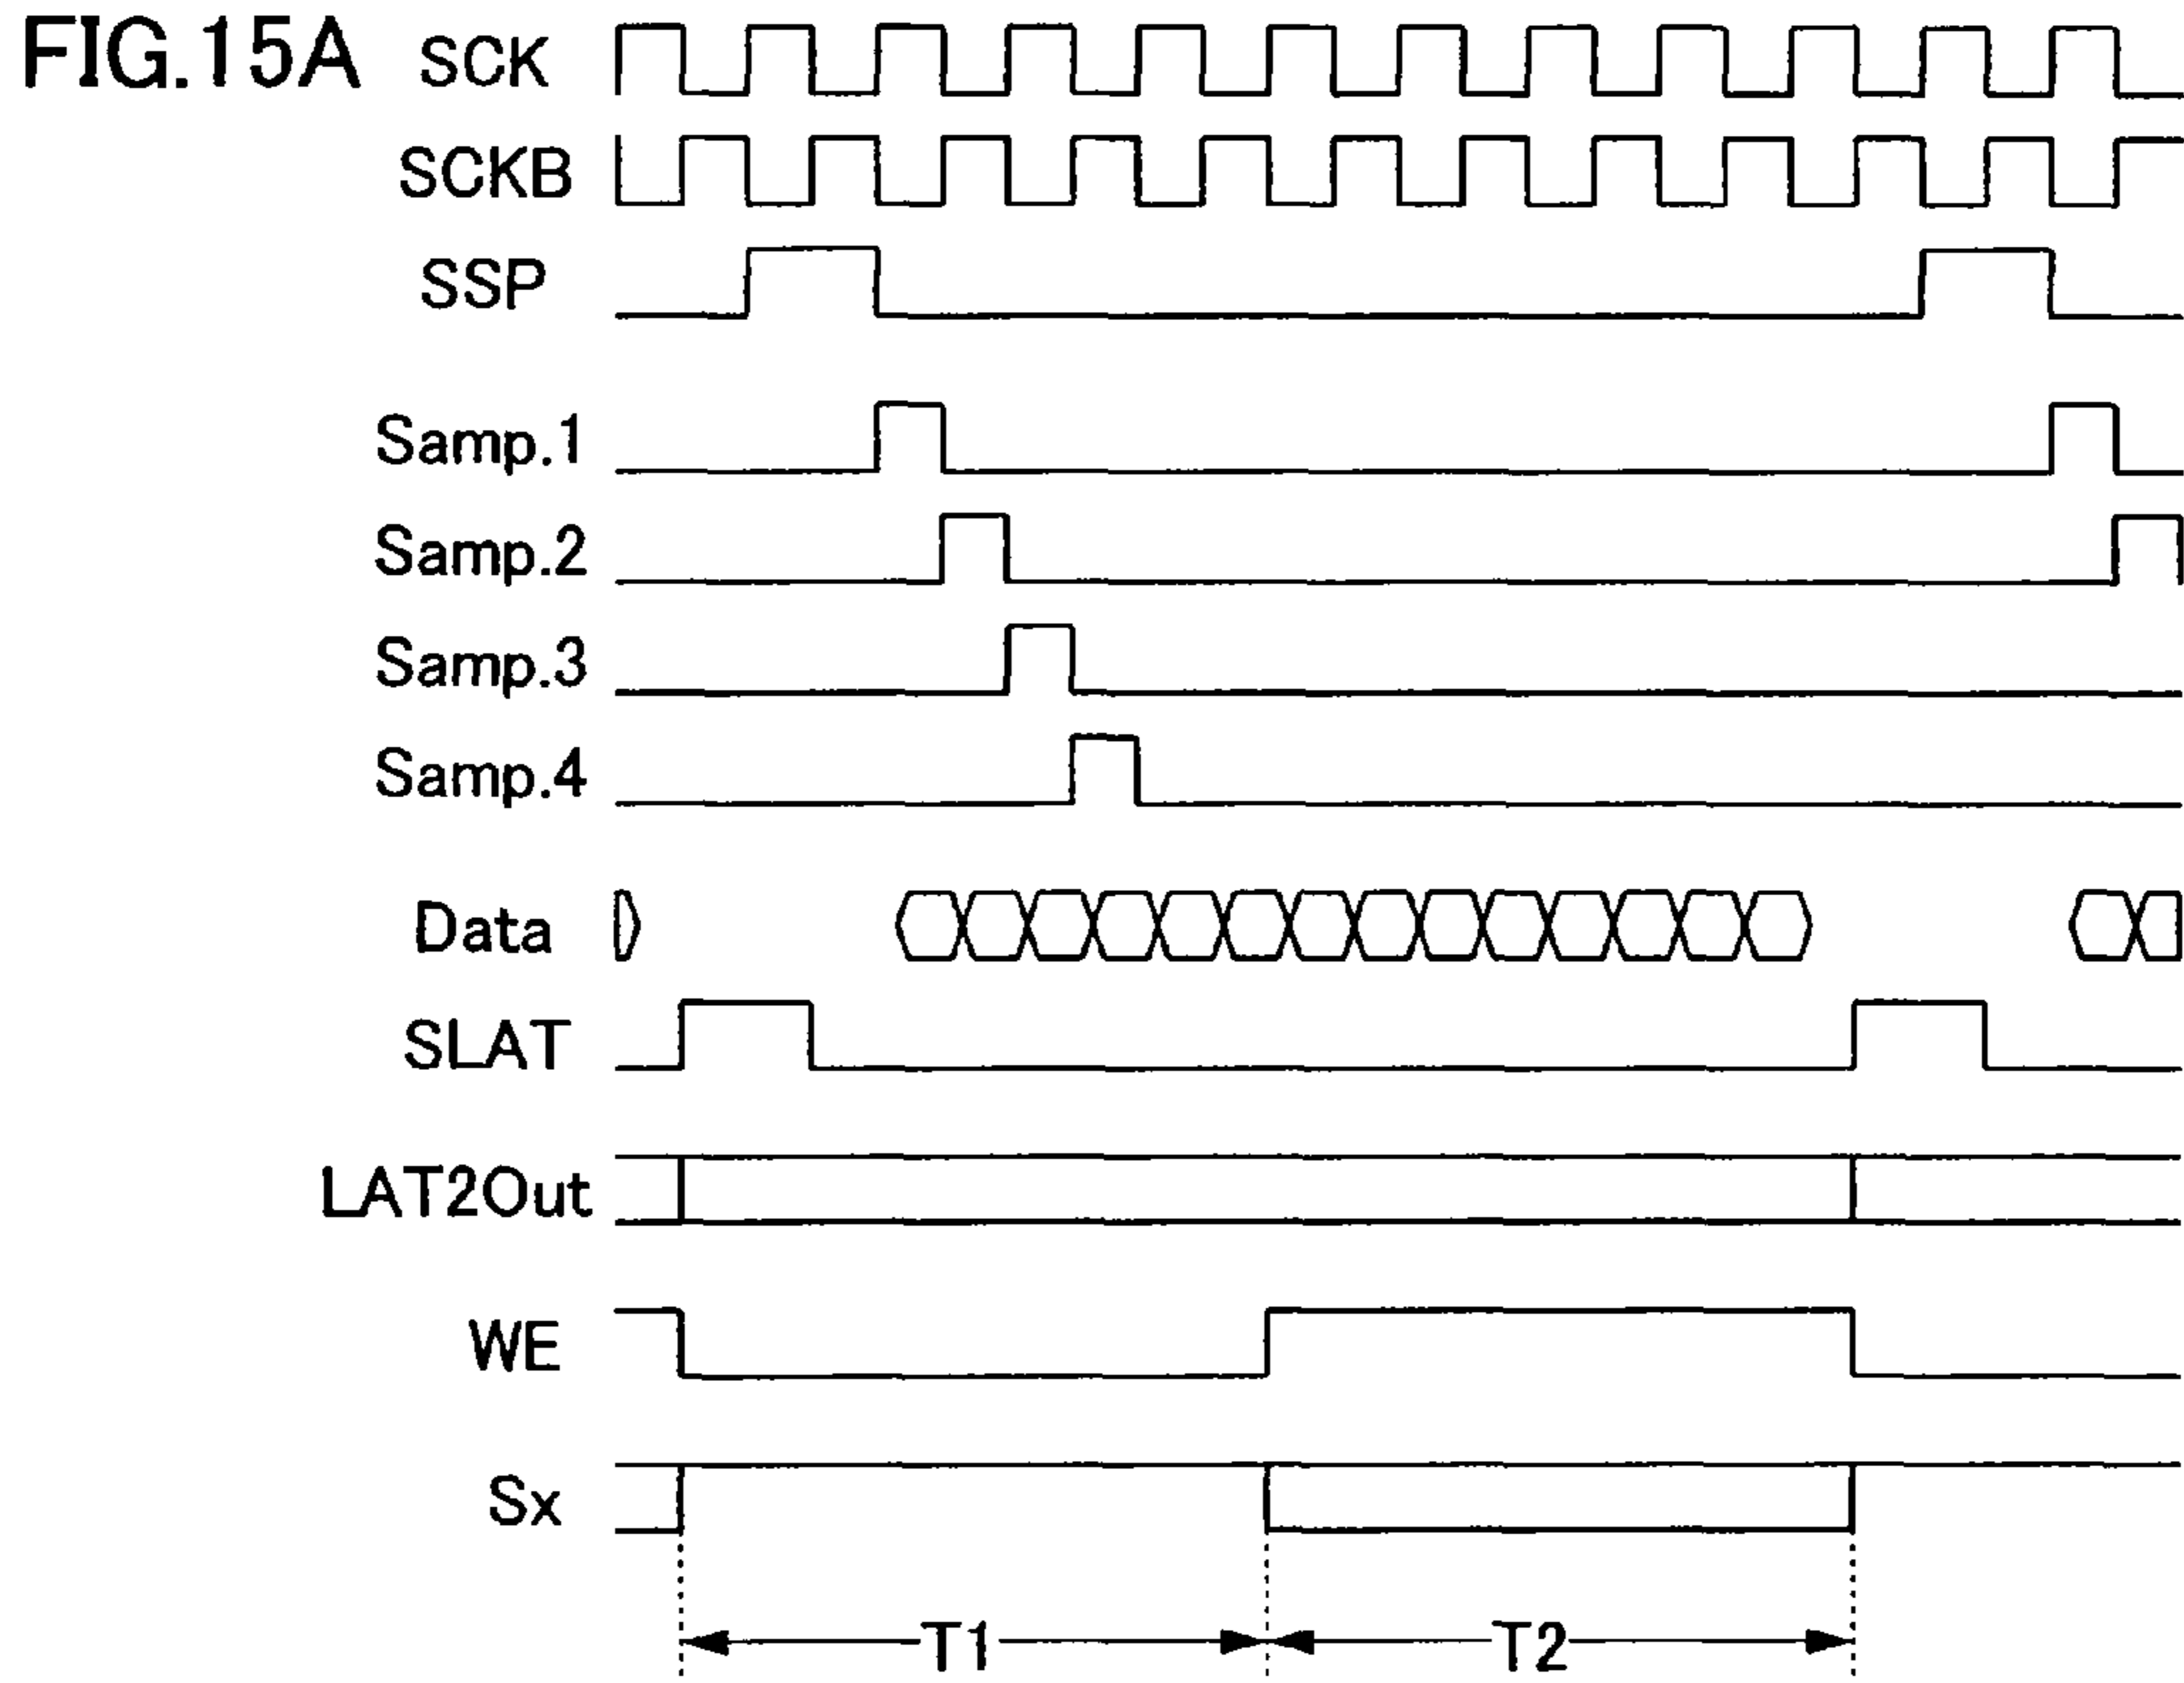 FIG.15A SCK
SCKB
SSP
Samp.1
Samp.2
Samp.3
Samp.4
Data
SLAT
LAT2Out
WE
Sx
T1 T2